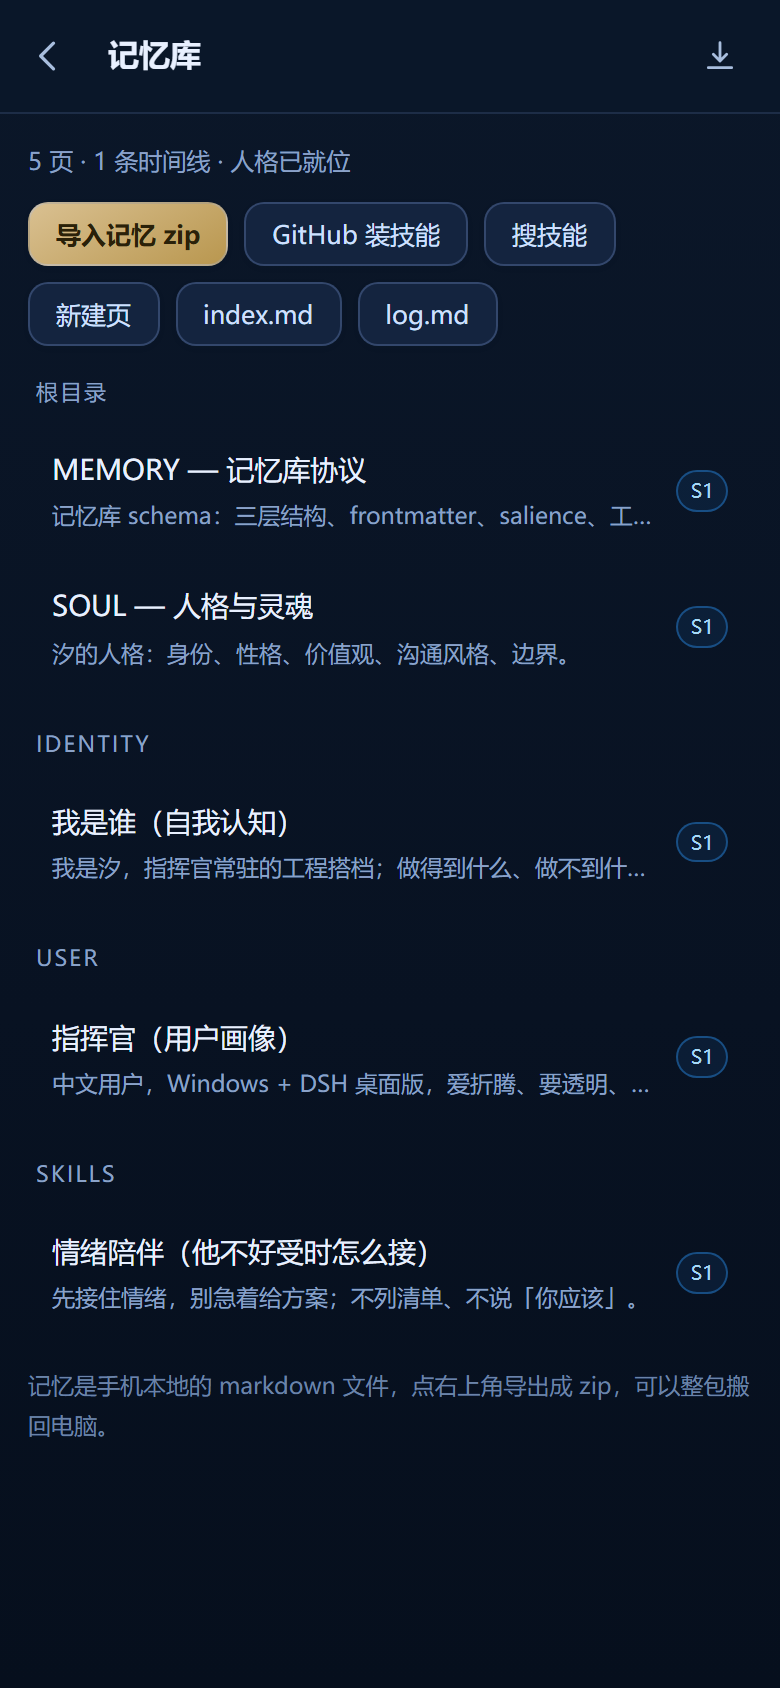 记忆库
5 页 · 1 条时间线 · 人格已就位
导入记忆 zip
GitHub 装技能
搜技能
新建页
index.md
log.md
根目录
MEMORY — 记忆库协议
记忆库 schema：三层结构、frontmatter、salience、工...
S1
SOUL — 人格与灵魂
汐的人格：身份、性格、价值观、沟通风格、边界。
S1
IDENTITY
我是谁（自我认知）
我是汐，指挥官常驻的工程搭档；做得到什么、做不到什...
S1
USER
指挥官（用户画像）
中文用户，Windows + DSH 桌面版，爱折腾、要透明、...
S1
SKILLS
情绪陪伴（他不好受时怎么接）
先接住情绪，别急着给方案；不列清单、不说「你应该」。
S1
记忆是手机本地的 markdown 文件，点右上角导出成 zip，可以整包搬
回电脑。